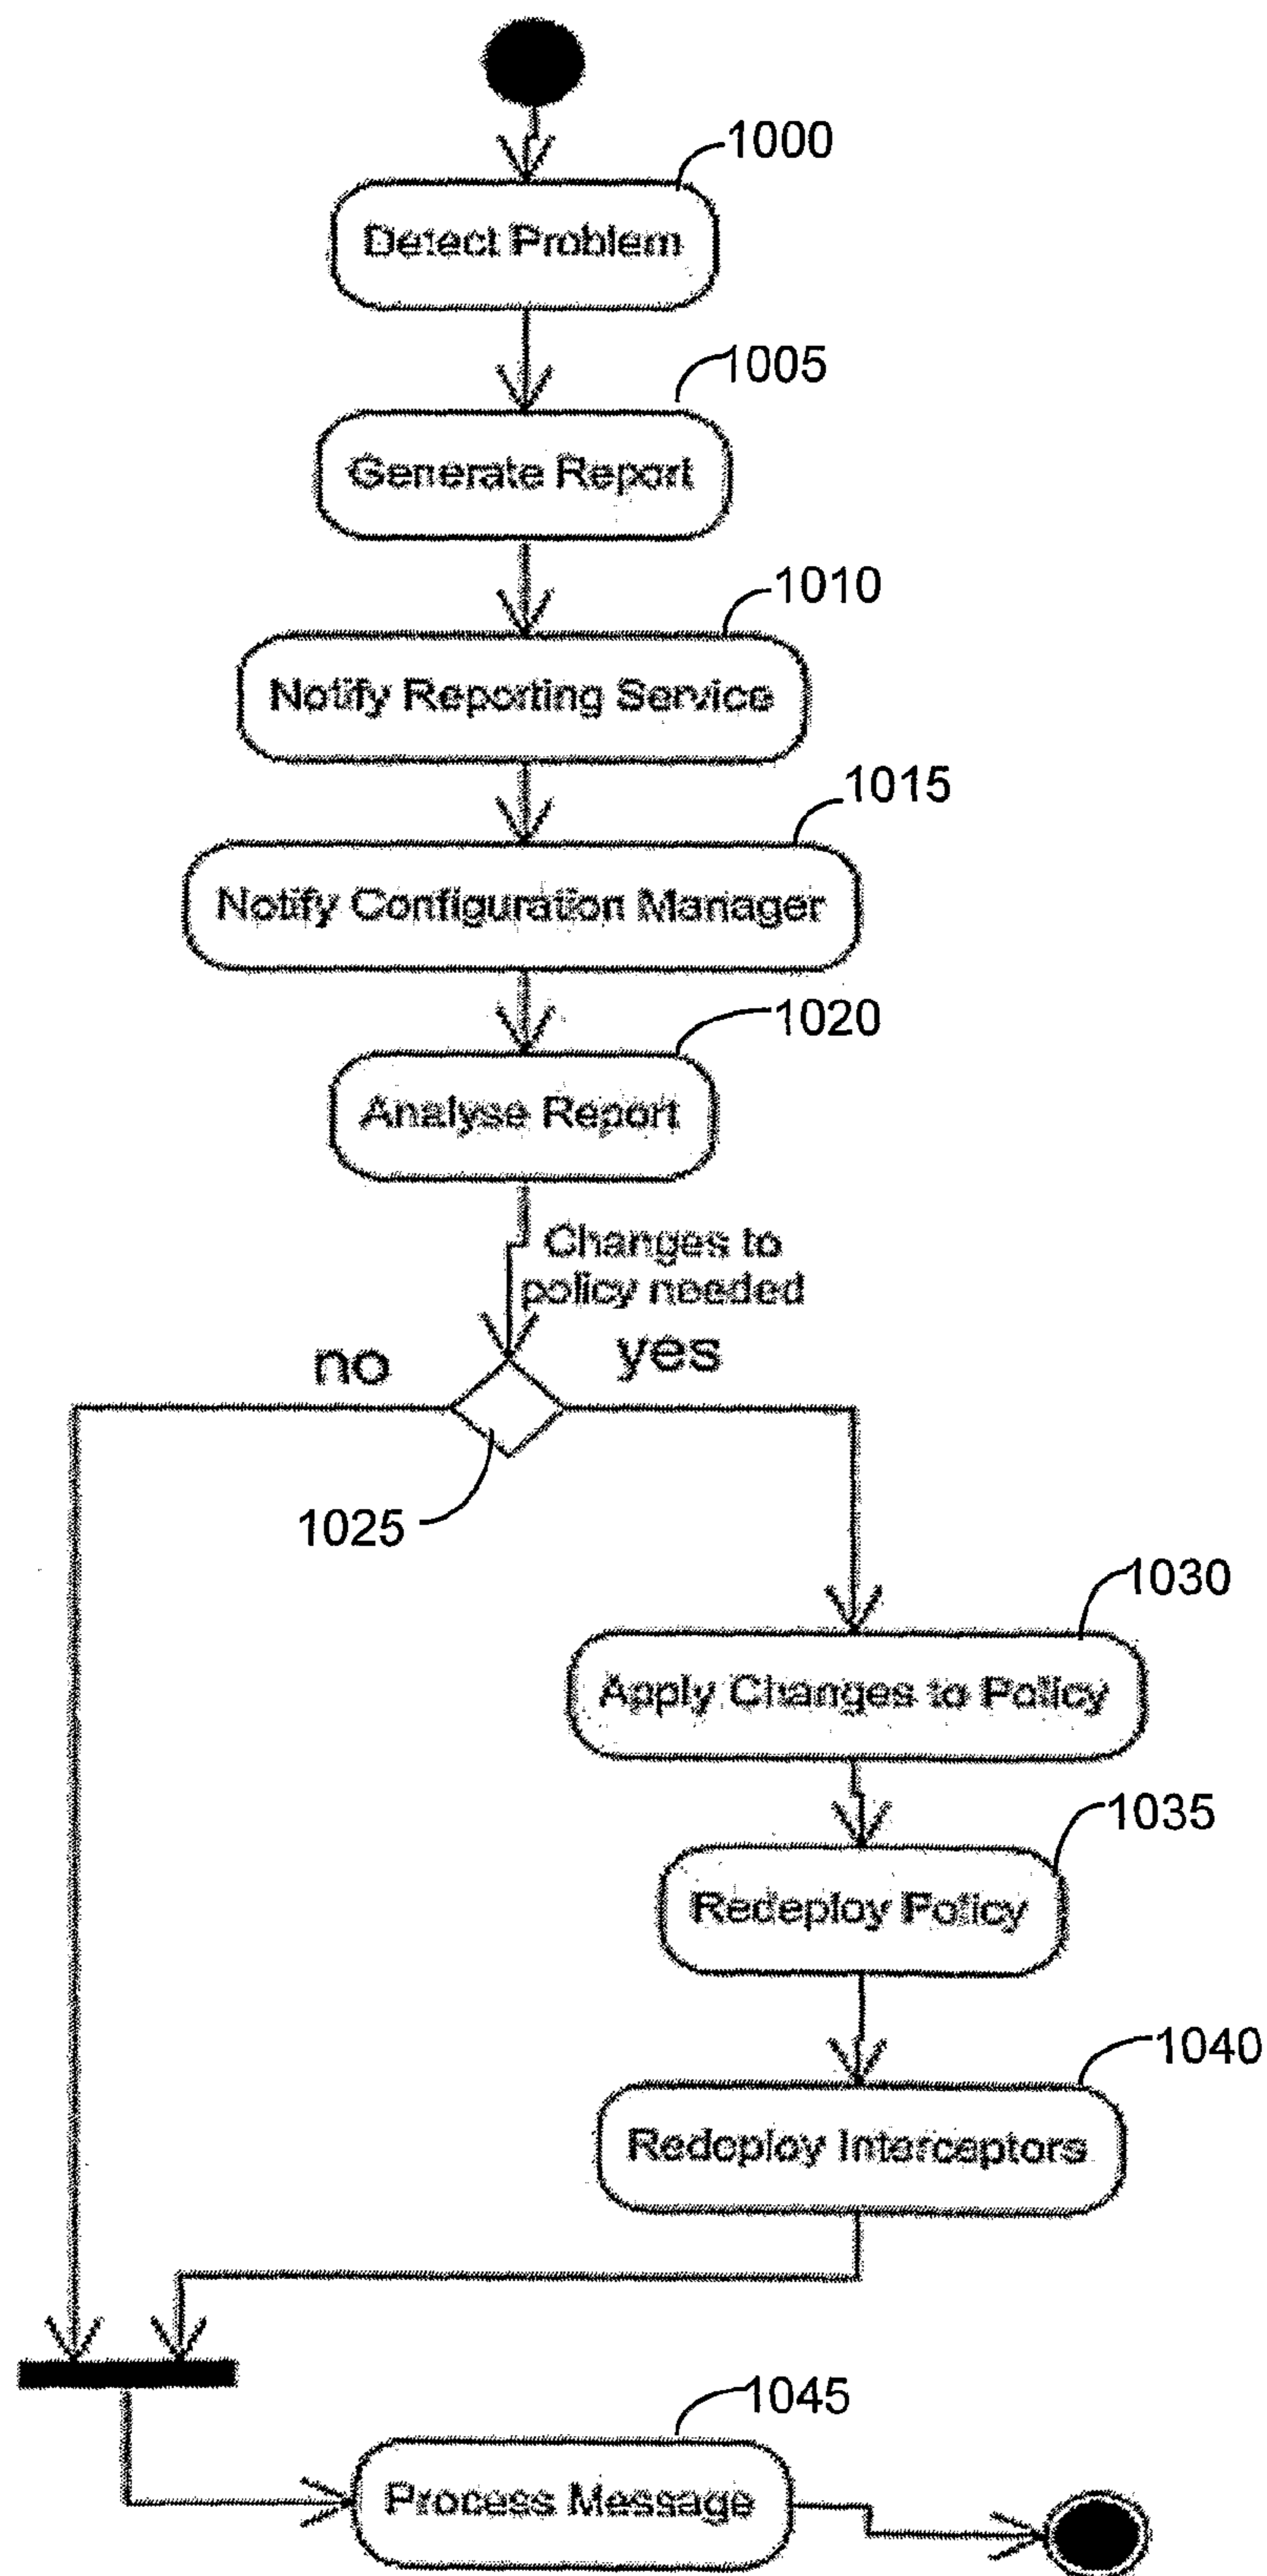 1000
Detect Problem
1005
Generate Report
1010
Notify Reporting Service
1015
Notify Configuration Manager
1020
Analyse Report
Changes to
policy needed
no
yes
1025
1030
Apply Changes to Policy
1035
Redeploy Policy
1040
Redeploy Interceptors
1045
Process Message